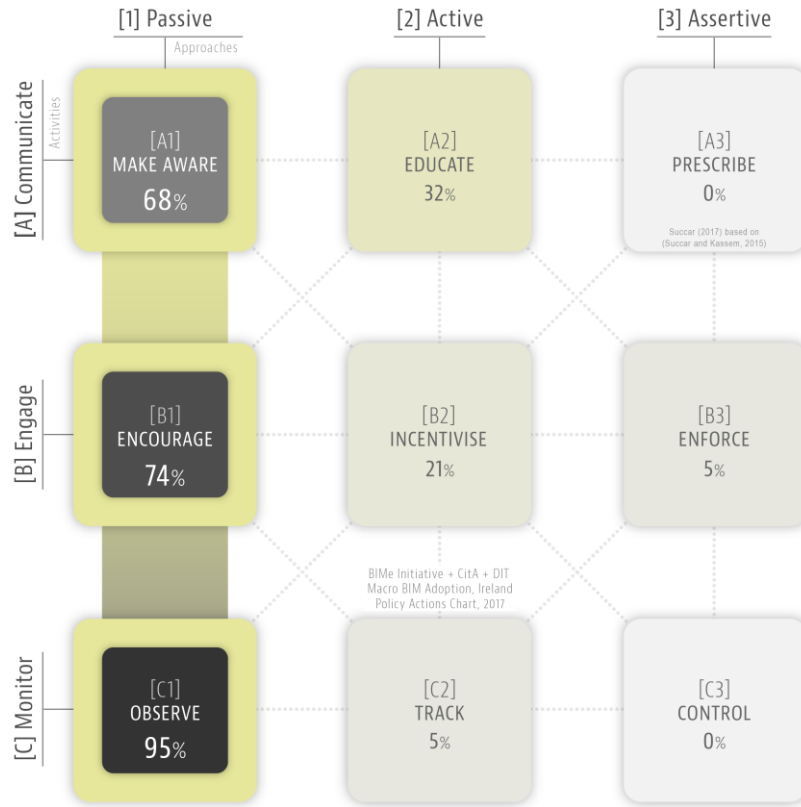 [1] Passive
[2] Active
[3] Assertive
Approaches
Activities
[A] Communicate
[A1]
MAKE AWARE
68%
[A2]
EDUCATE
32%
[A3]
PRESCRIBE
0%
Succar (2017) based on
(Succar and Kassem, 2015)
[B] Engage
[B1]
ENCOURAGE
74%
[B2]
INCENTIVISE
21%
[B3]
ENFORCE
5%
BIMe Initiative + CitA + DIT
Macro BIM Adoption, Ireland
Policy Actions Chart, 2017
[C] Monitor
[C1]
OBSERVE
95%
[C2]
TRACK
5%
[C3]
CONTROL
0%